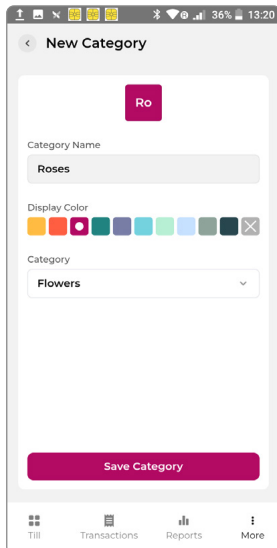 36% 13:20
New Category
Ro
Category Name
Roses
Display Color
Category
Flowers
Save Category
Till Transactions Reports More